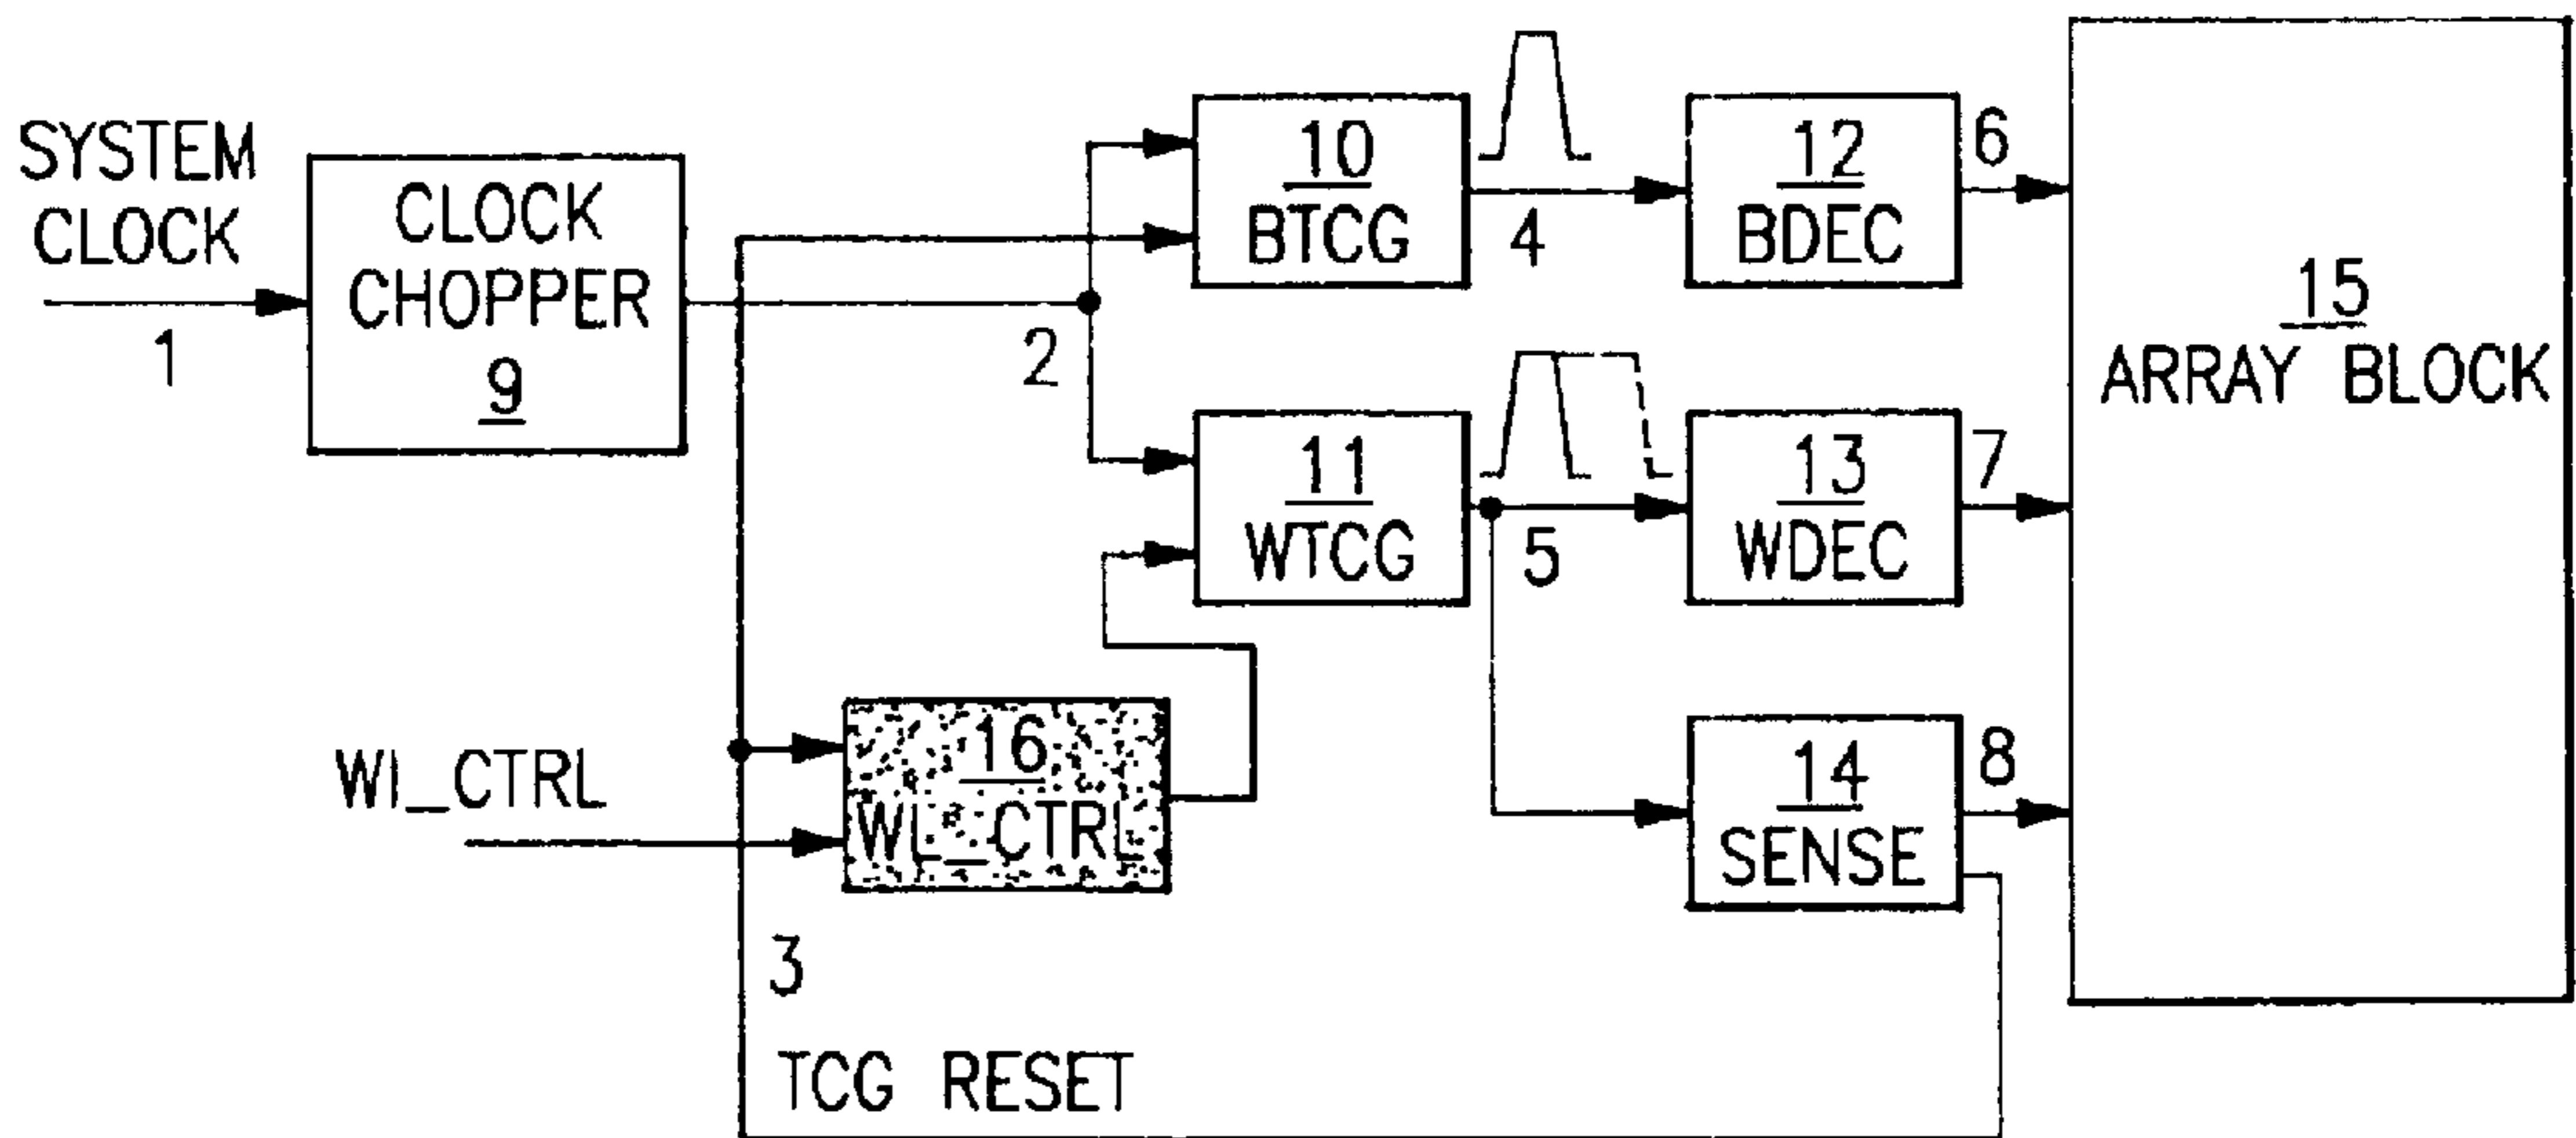 SYSTEM
CLOCK
1
CLOCK
CHOPPER
9
2
10
BTCG
4
12
BDEC
6
15
ARRAY BLOCK
11
WTCG
5
13
WDEC
7
WI_CTRL
16
WL_CTRL
14
SENSE
8
3
TCG RESET